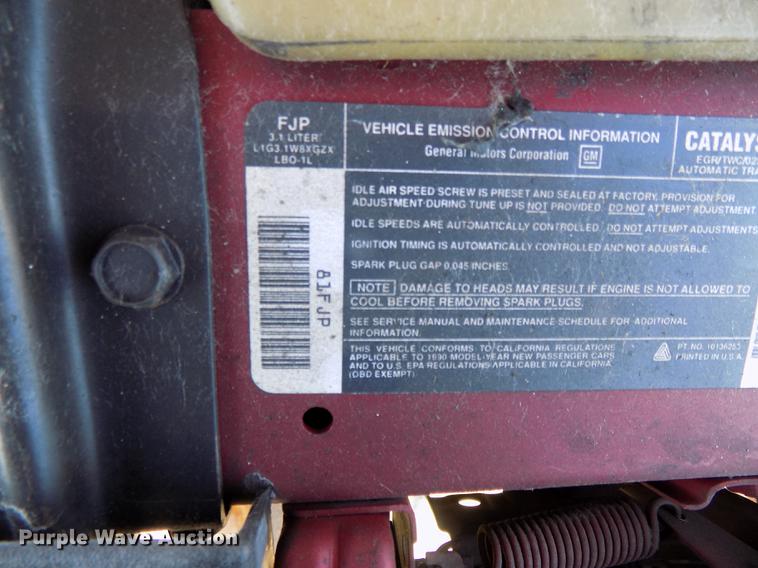 FJP
3.1 LITER
L1G3.1W8XGZX
LBO-1L
VEHICLE EMISSION CONTROL INFORMATION
General Motors Corporation GM
CATALYS
EGR/TWC/O2
AUTOMATIC TRA
IDLE AIR SPEED SCREW IS PRESET AND SEALED AT FACTORY. PROVISION FOR
ADJUSTMENT DURING TUNE UP IS NOT PROVIDED. DO NOT ATTEMPT ADJUSTMENT.
IDLE SPEEDS ARE AUTOMATICALLY CONTROLLED. DO NOT ATTEMPT ADJUSTMENTS
IGNITION TIMING IS AUTOMATICALLY CONTROLLED AND NOT ADJUSTABLE.
SPARK PLUG GAP 0.045 INCHES.
NOTE DAMAGE TO HEADS MAY RESULT IF ENGINE IS NOT ALLOWED TO
COOL BEFORE REMOVING SPARK PLUGS.
SEE SERVICE MANUAL AND MAINTENANCE SCHEDULE FOR ADDITIONAL
INFORMATION.
THIS VEHICLE CONFORMS TO CALIFORNIA REGULATIONS
APPLICABLE TO 1990 MODEL-YEAR NEW PASSENGER CARS
AND TO U.S. EPA REGULATIONS APPLICABLE IN CALIFORNIA
(OBD EXEMPT).
PT. NO.
PRINTED IN U.S.A.
81FJP
Purple Wave Auction